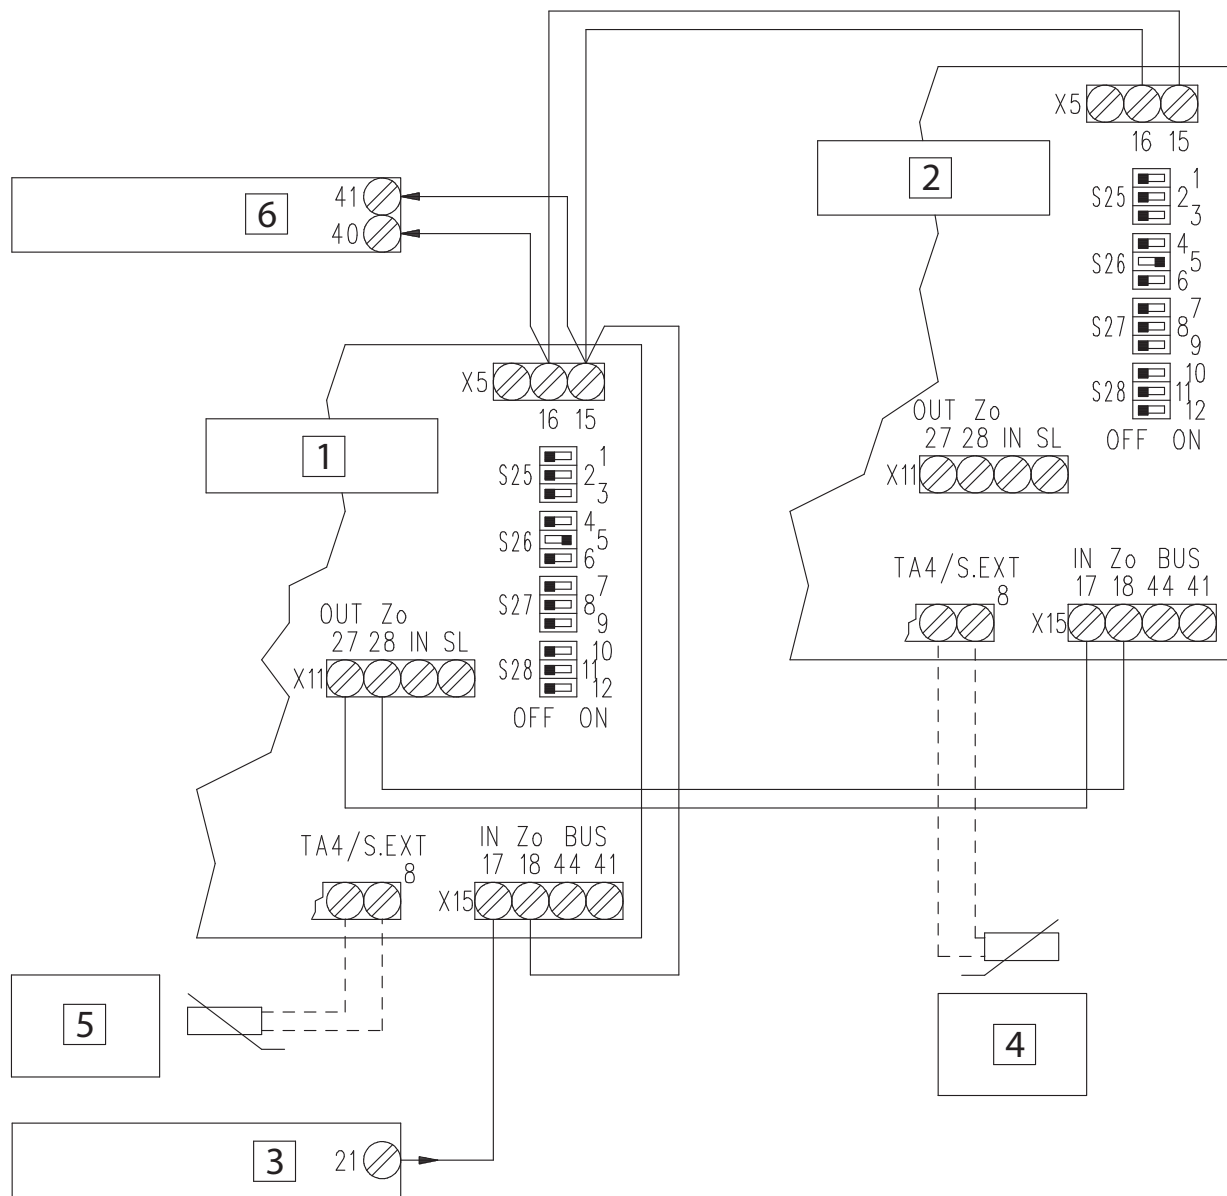 X5
16 15
2
1
S25 2
3
4
S26 5
6
7
S27 8
9
10
S28 11
12
OFF ON
OUT Zo
27 28 IN SL
X11
TA4/S.EXT
8
IN Zo BUS
17 18 44 41
X15
6
41
40
X5
16 15
1
1
S25 2
3
4
S26 5
6
7
S27 8
9
10
S28 11
12
OFF ON
OUT Zo
27 28 IN SL
X11
TA4/S.EXT
8
IN Zo BUS
17 18 44 41
X15
5
4
3 21